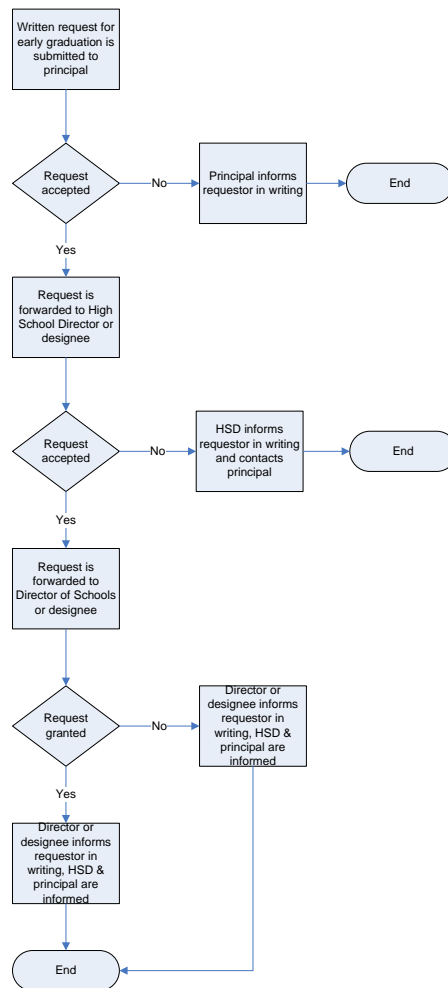 Written request for
early graduation is
submitted to
principal
Request
accepted
No
Principal informs
requestor in writing
End
Yes
Request is
forwarded to High
School Director or
designee
Request
accepted
No
HSD informs
requestor in writing
and contacts
principal
End
Yes
Request is
forwarded to
Director of Schools
or designee
Request
granted
No
Director or
designee informs
requestor in
writing, HSD &
principal are
informed
Yes
Director or
designee informs
requestor in
writing, HSD &
principal are
informed
End